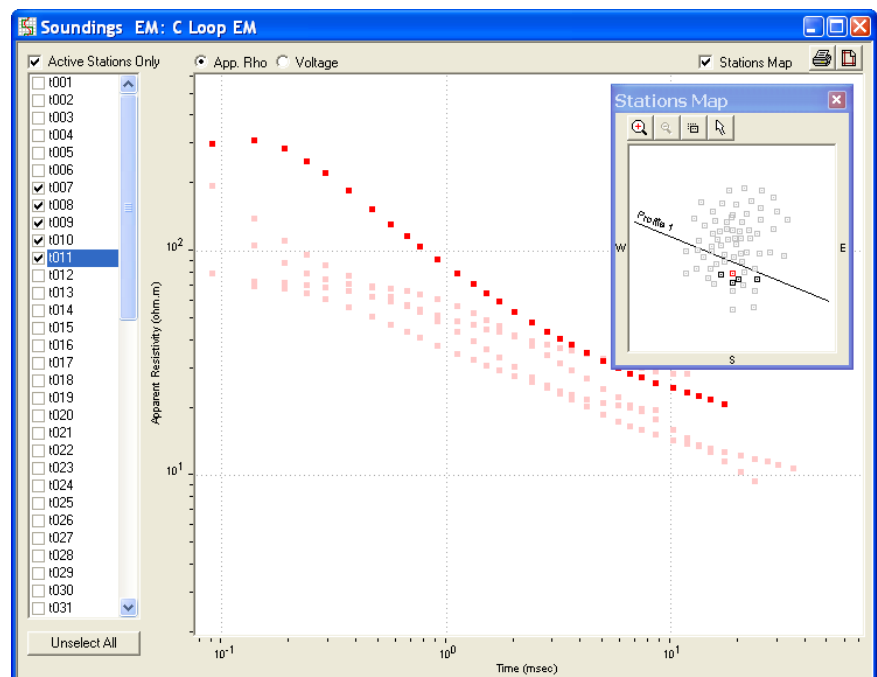 Soundings EM: C Loop EM
Active Stations Only
App. Rho
Voltage
Stations Map
t001
t002
t003
t004
t005
t006
t007
t008
t009
t010
t011
t012
t013
t014
t015
t016
t017
t018
t019
t020
t021
t022
t023
t024
t025
t026
t027
t028
t029
t030
t031
Unselect All
Apparent Resistivity (ohm.m)
10²
10¹
10⁻¹
10⁰
10¹
Time (msec)
Stations Map
Profile 1
W
E
S